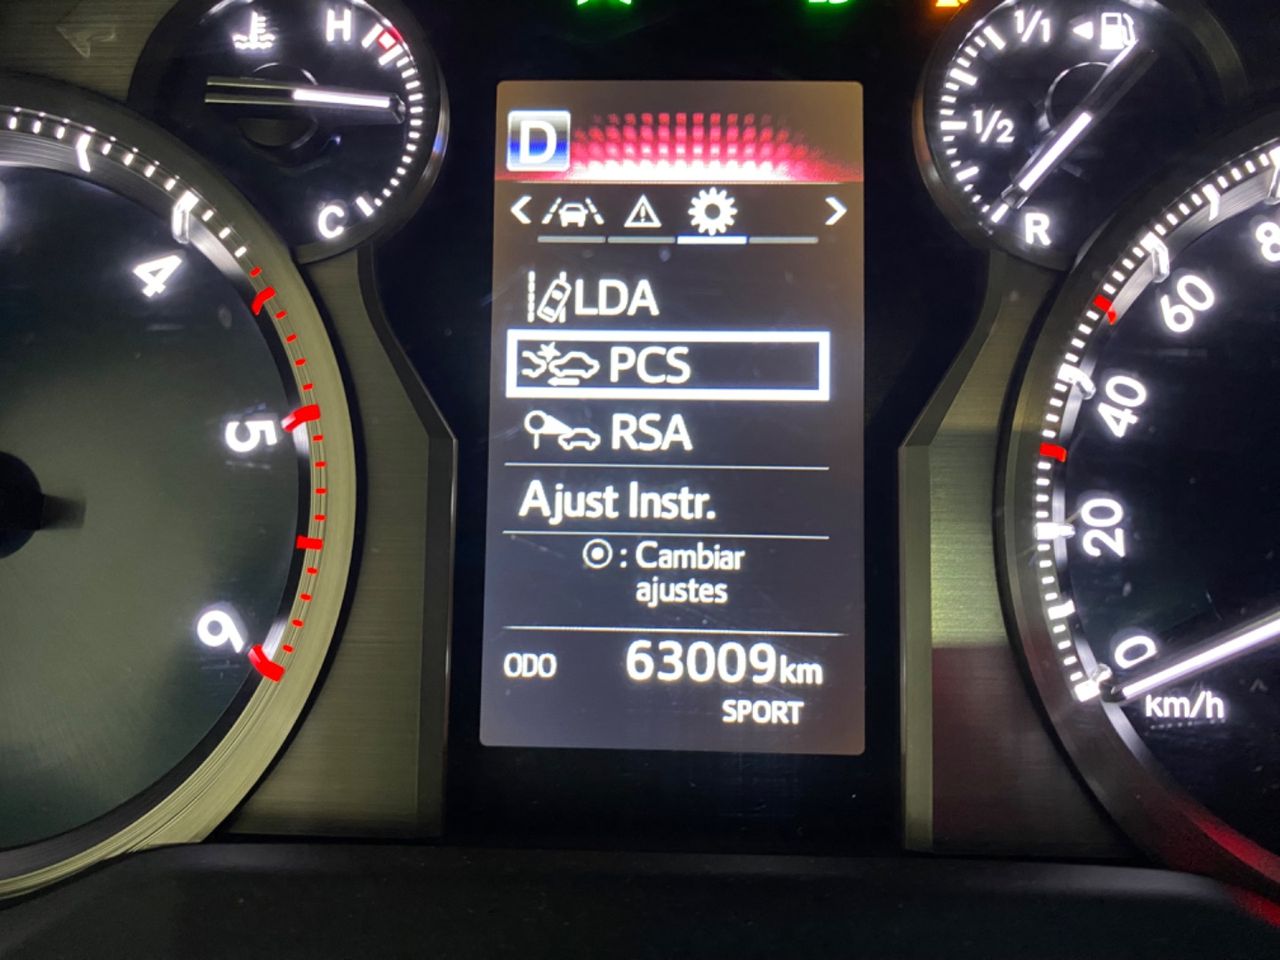 H
C
1/1
1/2
R
D
LDA
PCS
RSA
Ajust Instr.
: Cambiar
ajustes
ODO 63009km
SPORT
4
5
6
60
40
20
0
km/h